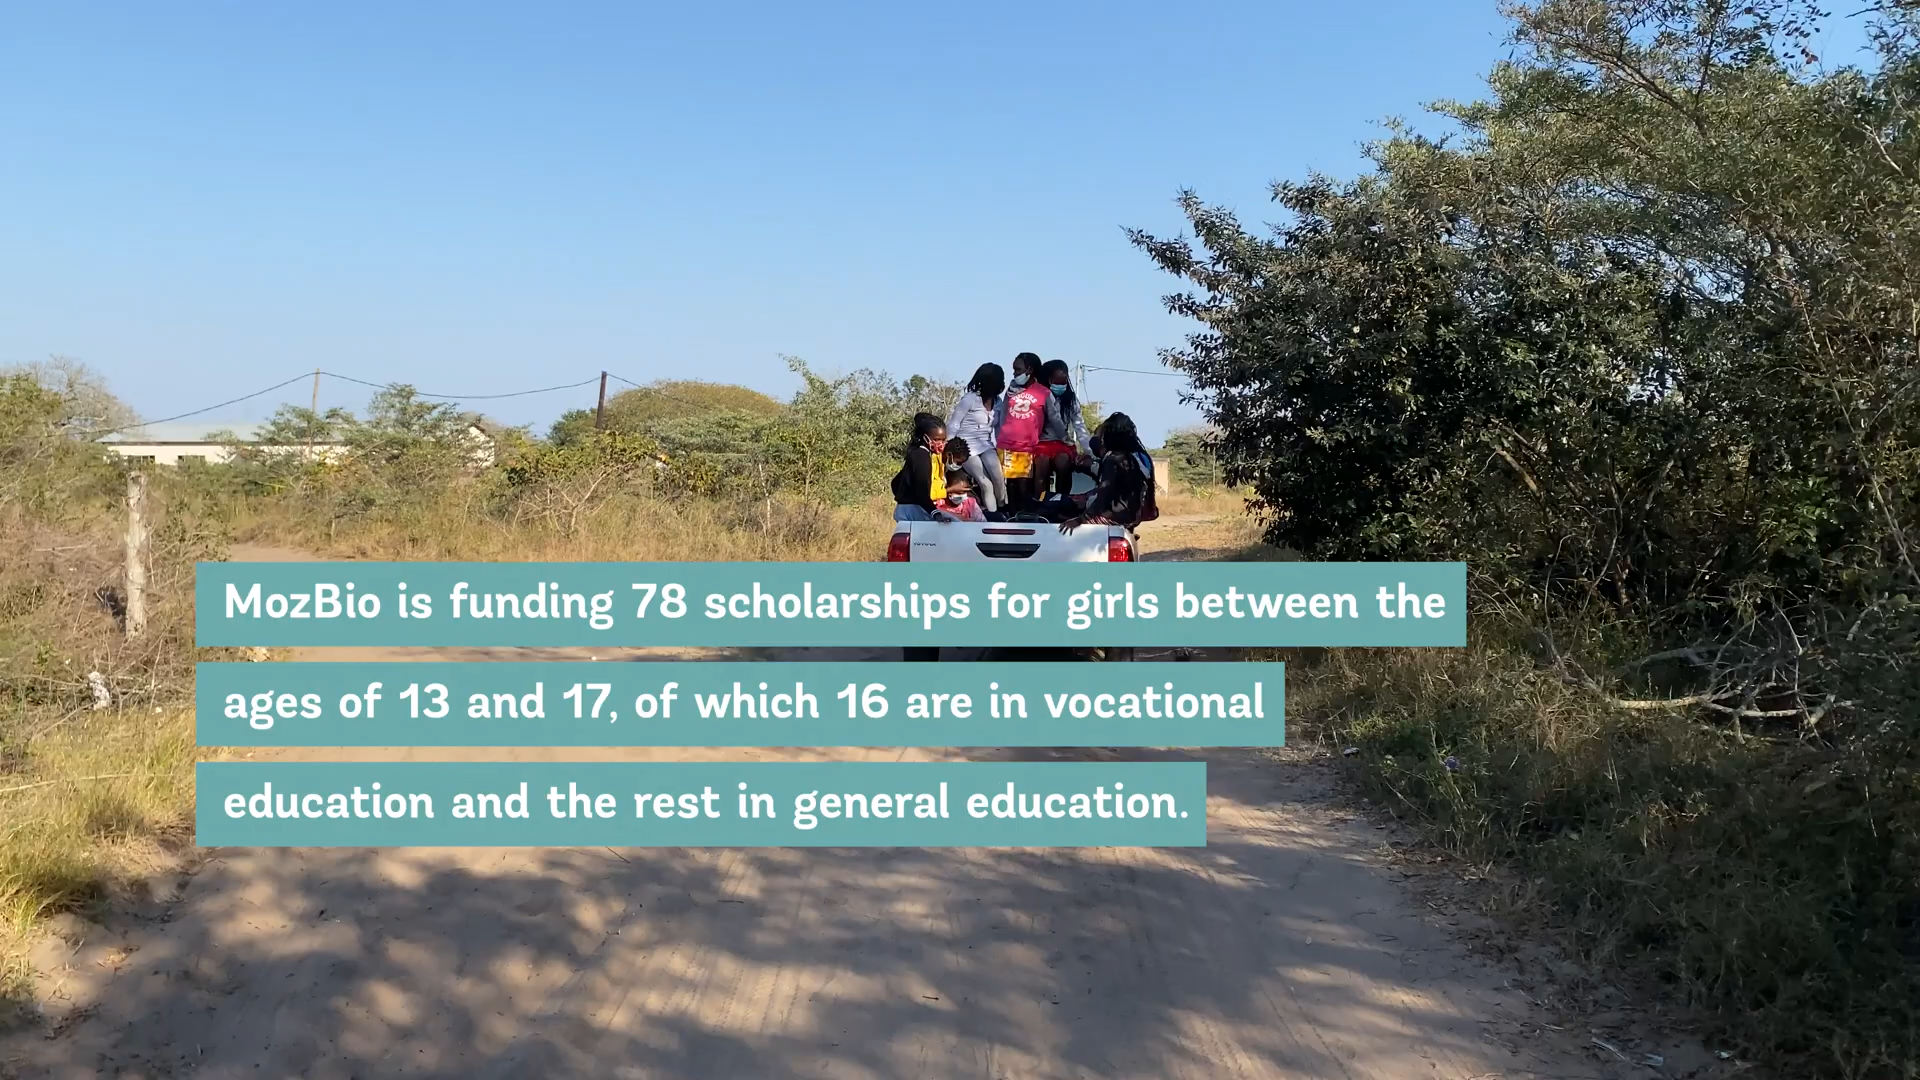 MozBio is funding 78 scholarships for girls between the
ages of 13 and 17, of which 16 are in vocational
education and the rest in general education.
23